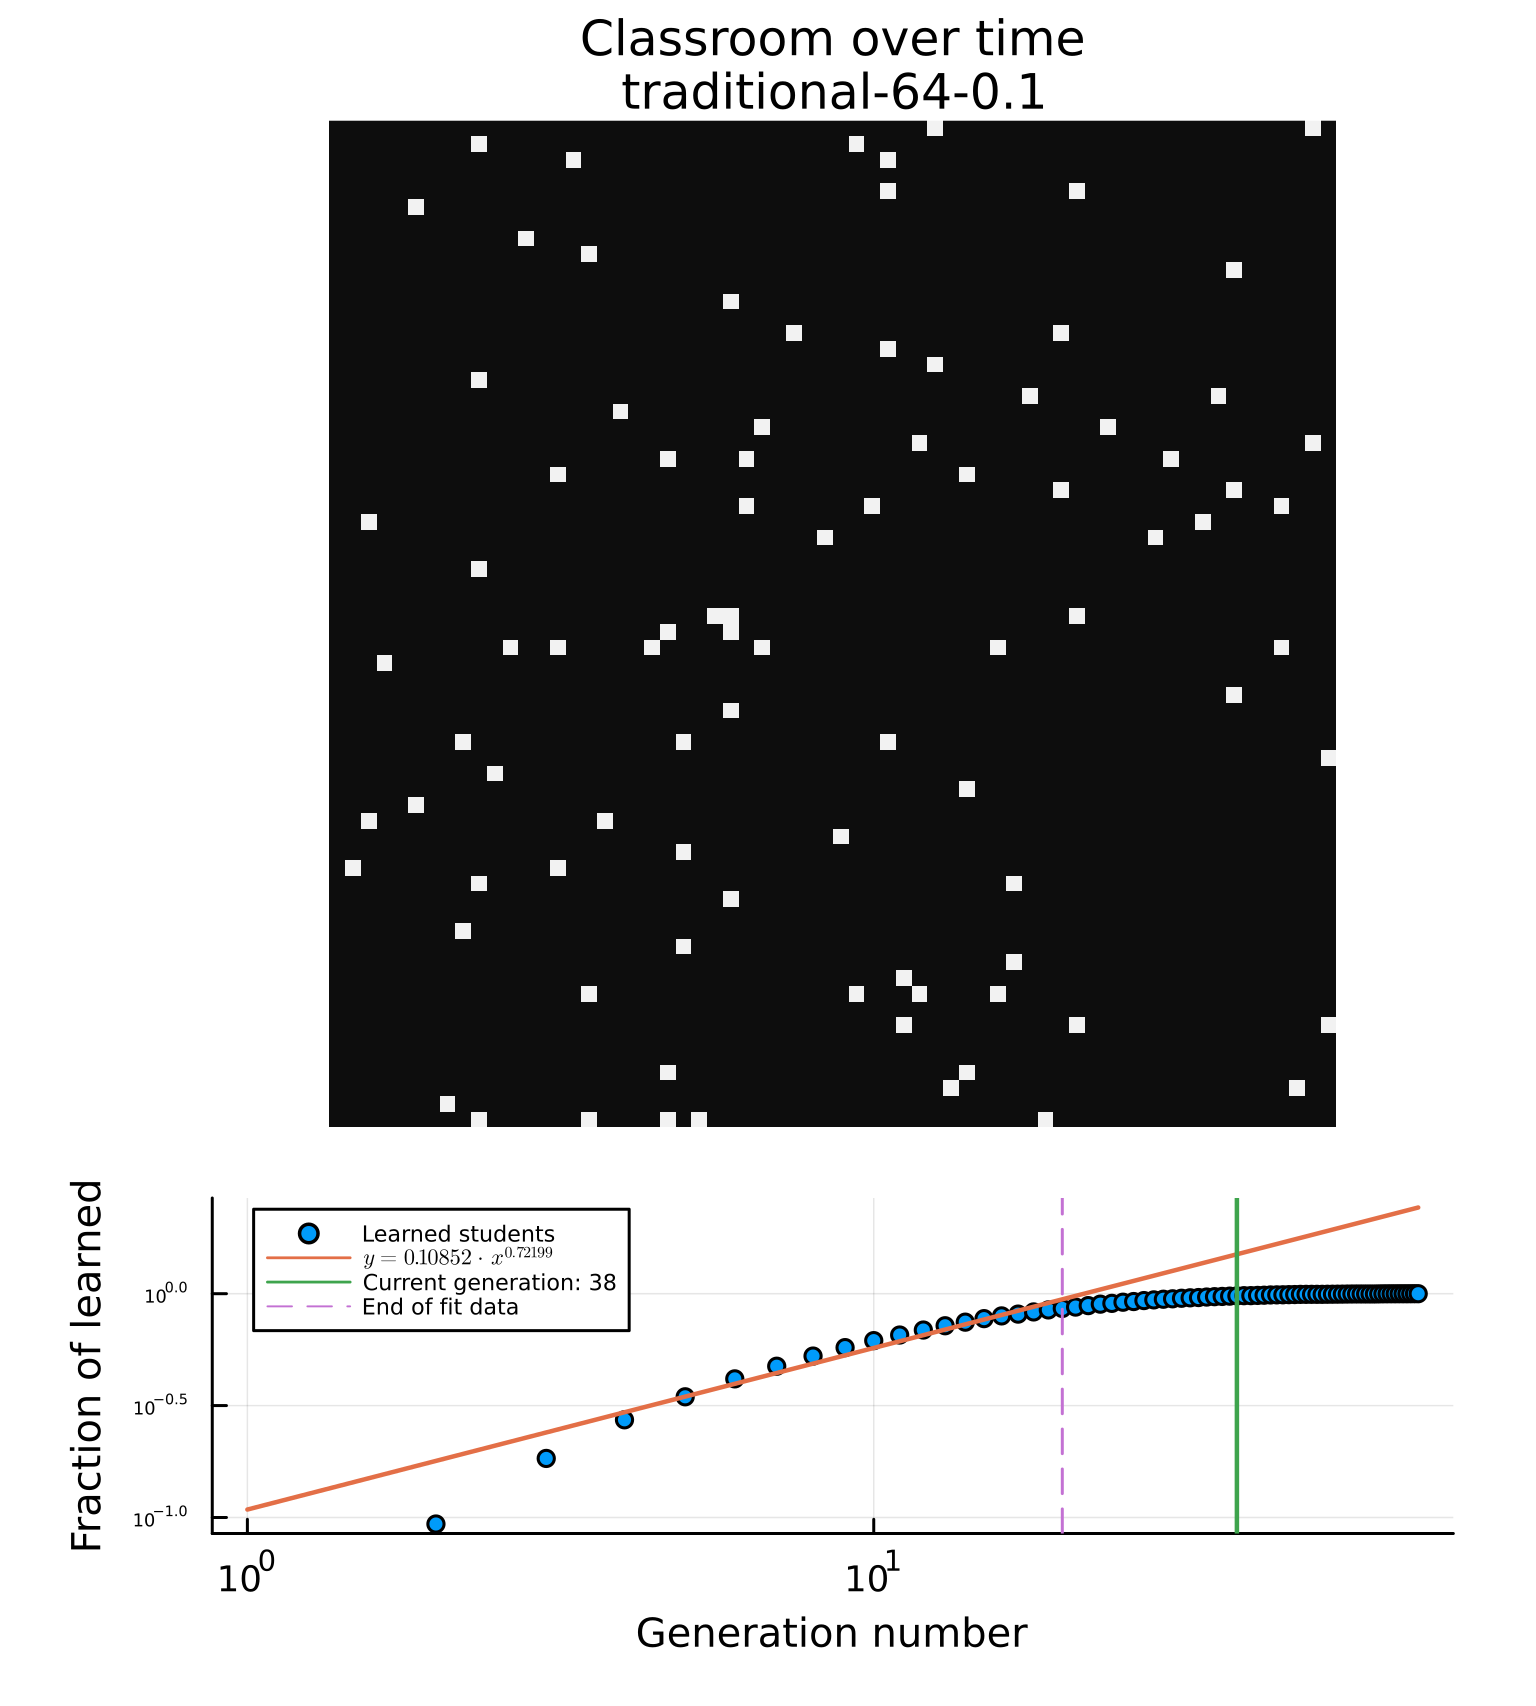 Classroom over time
traditional-64-0.1
Fraction of learned
Learned students
y = 0.10852 · x^0.72199
Current generation: 38
End of fit data
10^0.0
10^−0.5
10^−1.0
10^0
10^1
Generation number